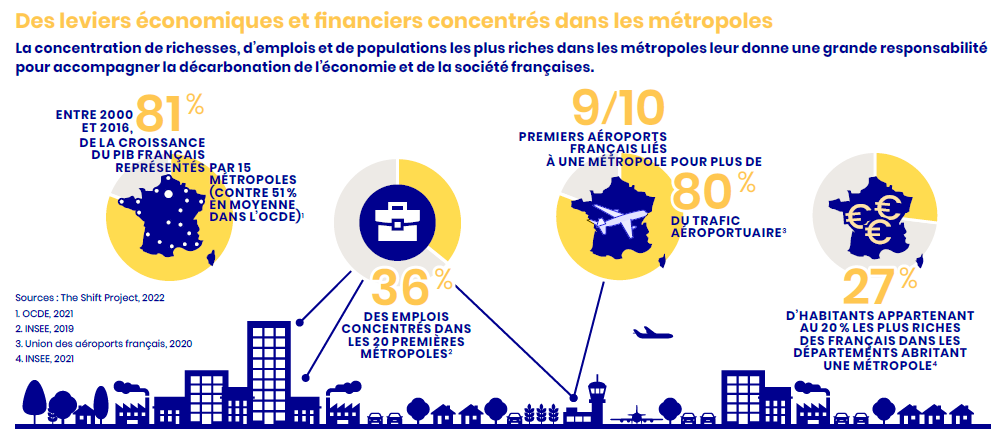 Des leviers économiques et financiers concentrés dans les métropoles
La concentration de richesses, d'emplois et de populations les plus riches dans les métropoles leur donne une grande responsabilité
pour accompagner la décarbonation de l'économie et de la société françaises.
ENTRE 2000
ET 2016,
81%
DE LA CROISSANCE
DU PIB FRANÇAIS
REPRÉSENTÉS PAR 15
MÉTROPOLES
(CONTRE 51%
EN MOYENNE
DANS L'OCDE)¹
36%
DES EMPLOIS
CONCENTRÉS DANS
LES 20 PREMIÈRES
MÉTROPOLES²
9/10
PREMIERS AÉROPORTS
FRANÇAIS LIÉS
À UNE MÉTROPOLE POUR PLUS DE
80%
DU TRAFIC
AÉROPORTUAIRE³
€
€
€
27%
D'HABITANTS APPARTENANT
AU 20% LES PLUS RICHES
DES FRANÇAIS DANS LES
DÉPARTEMENTS ABRITANT
UNE MÉTROPOLE⁴
Sources : The Shift Project, 2022
1. OCDE, 2021
2. INSEE, 2019
3. Union des aéroports français, 2020
4. INSEE, 2021